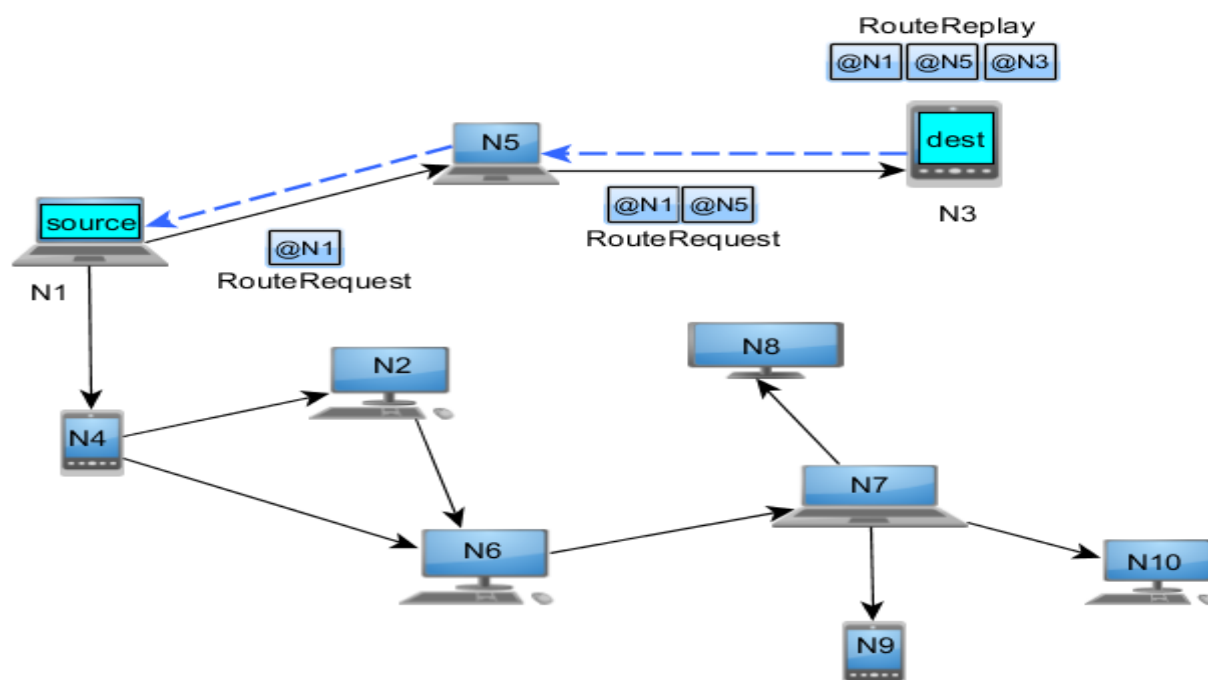 RouteReplay
@N1 @N5 @N3
N5
dest
@N1 @N5
N3
source
@N1
RouteRequest
RouteRequest
N1
N8
N2
N4
N7
N6
N10
N9